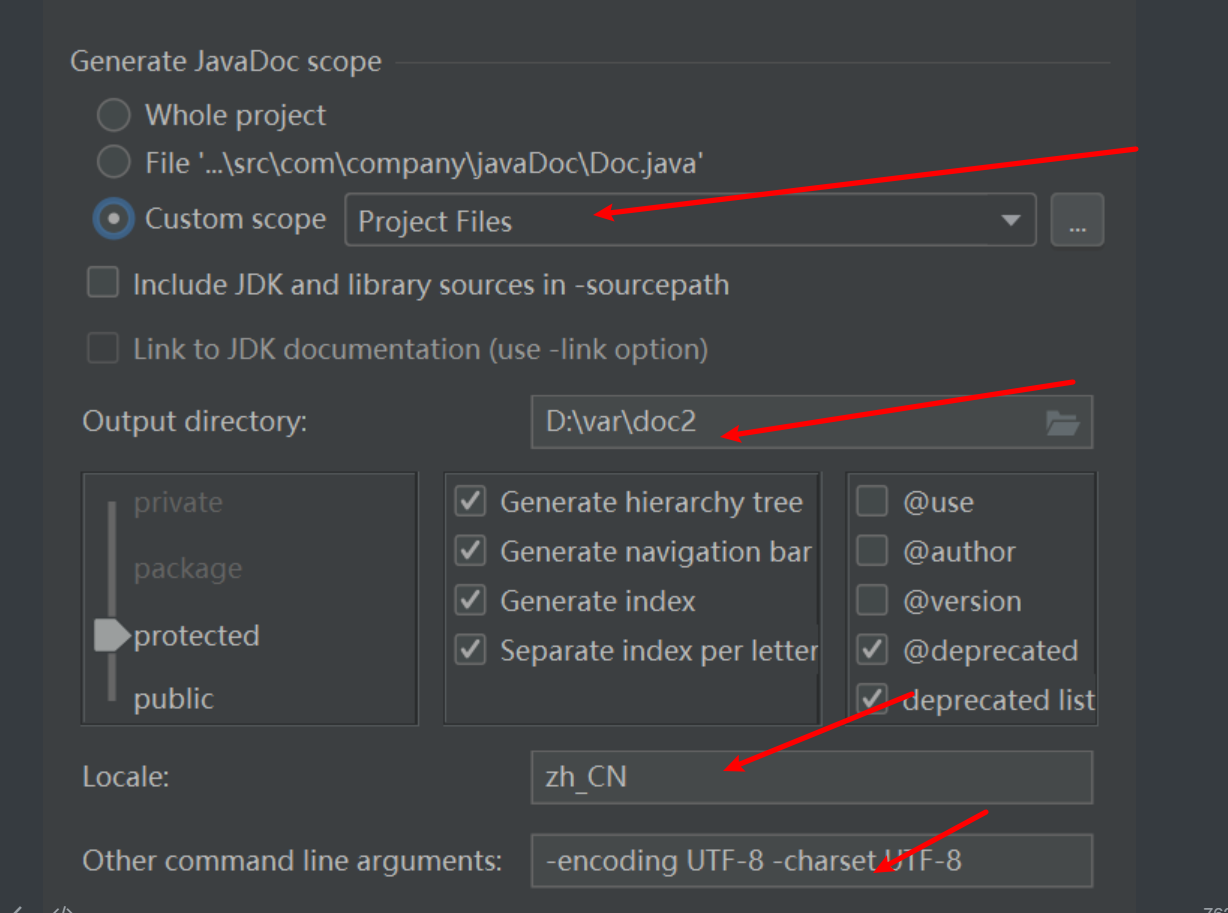 Generate JavaDoc scope
Whole project
File '...\src\com\company\javaDoc\Doc.java'
Custom scope Project Files ...
Include JDK and library sources in -sourcepath
Link to JDK documentation (use -link option)
Output directory: D:\var\doc2
private
package
protected
public
Generate hierarchy tree
Generate navigation bar
Generate index
Separate index per letter
@use
@author
@version
@deprecated
deprecated list
Locale: zh_CN
Other command line arguments: -encoding UTF-8 -charset UTF-8